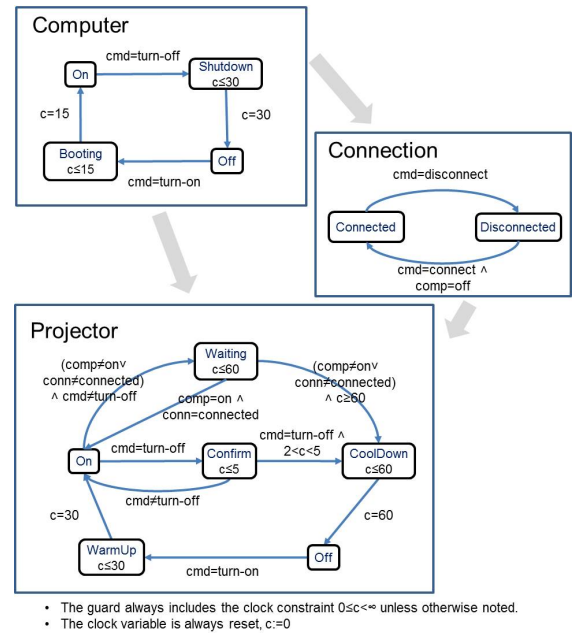 Computer
cmd=turn-off
On
Shutdown
c≤30
c=15
c=30
Booting
c≤15
Off
cmd=turn-on
Connection
cmd=disconnect
Connected
Disconnected
cmd=connect ∧
comp=off
Projector
Waiting
c≤60
(comp≠on∨
conn≠connected)
∧ cmd≠turn-off
(comp≠on∨
conn≠connected)
∧ c≥60
comp=on ∧
conn=connected
On
cmd=turn-off
Confirm
c≤5
cmd=turn-off ∧
2<c<5
CoolDown
c≤60
cmd≠turn-off
c=30
c=60
WarmUp
c≤30
cmd=turn-on
Off
• The guard always includes the clock constraint 0≤c<∞ unless otherwise noted.
• The clock variable is always reset, c:=0